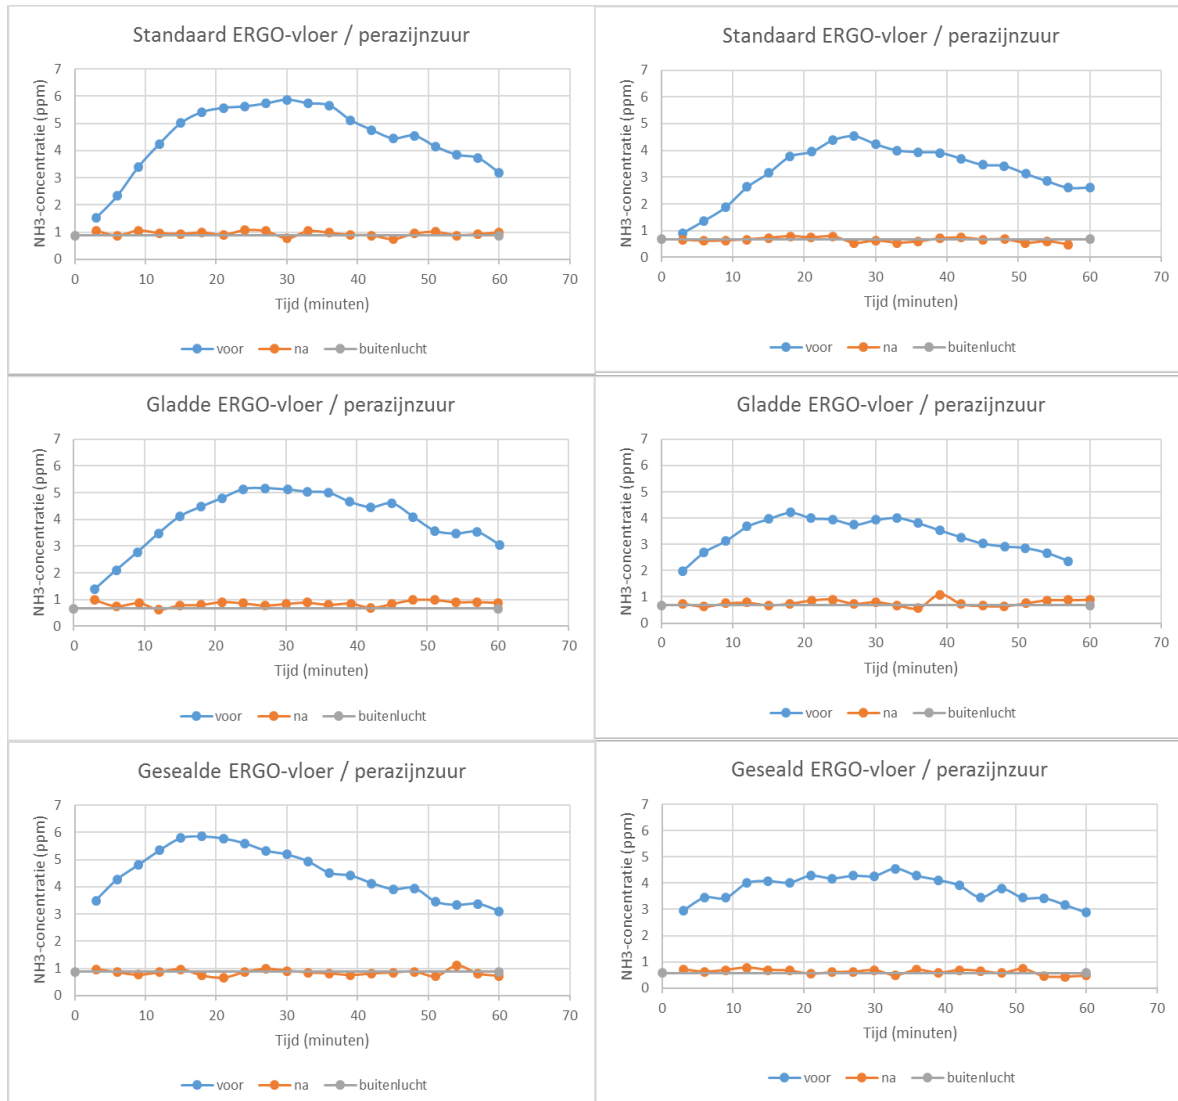 Standaard ERGO-vloer / perazijnzuur
NH3-concentratie (ppm)
7
6
5
4
3
2
1
0
0 10 20 30 40 50 60 70
Tijd (minuten)
voor na buitenlucht
Standaard ERGO-vloer / perazijnzuur
NH3-concentratie (ppm)
7
6
5
4
3
2
1
0
0 10 20 30 40 50 60 70
Tijd (minuten)
voor na buitenlucht
Gladde ERGO-vloer / perazijnzuur
NH3-concentratie (ppm)
7
6
5
4
3
2
1
0
0 10 20 30 40 50 60 70
Tijd (minuten)
voor na buitenlucht
Gladde ERGO-vloer / perazijnzuur
NH3-concentratie (ppm)
7
6
5
4
3
2
1
0
0 10 20 30 40 50 60 70
Tijd (minuten)
voor na buitenlucht
Gesealde ERGO-vloer / perazijnzuur
NH3-concentratie (ppm)
7
6
5
4
3
2
1
0
0 10 20 30 40 50 60 70
Tijd (minuten)
voor na buitenlucht
Geseald ERGO-vloer / perazijnzuur
NH3-concentratie (ppm)
7
6
5
4
3
2
1
0
0 10 20 30 40 50 60 70
Tijd (minuten)
voor na buitenlucht